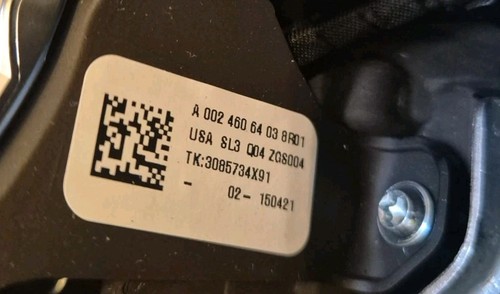 A 002 460 64 03 8R01
USA SL3 Q04 ZGS004
TK:3085734X91
- 02- 150421